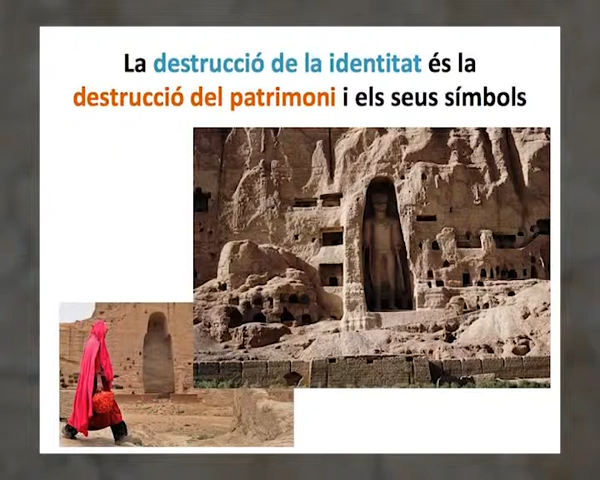 La destrucció de la identitat és la
destrucció del patrimoni i els seus símbols